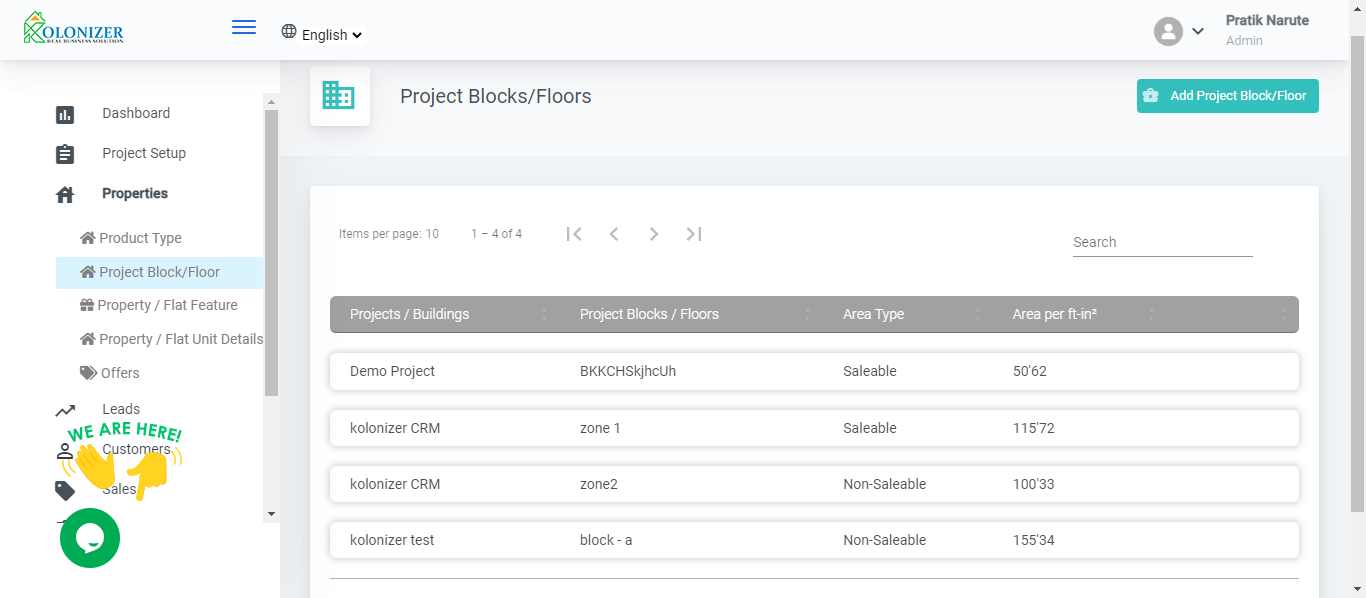 KOLONIZER
REAL BUSINESS SOLUTION
English
Pratik Narute
Admin
Dashboard
Project Setup
Properties
Product Type
Project Block/Floor
Property / Flat Feature
Property / Flat Unit Details
Offers
Leads
Customers
Sales
WE ARE HERE!
Project Blocks/Floors
Add Project Block/Floor
Items per page: 10 1 – 4 of 4
Search
Projects / Buildings Project Blocks / Floors Area Type Area per ft-in²
Demo Project BKKCHSkjhcUh Saleable 50'62
kolonizer CRM zone 1 Saleable 115'72
kolonizer CRM zone2 Non-Saleable 100'33
kolonizer test block - a Non-Saleable 155'34